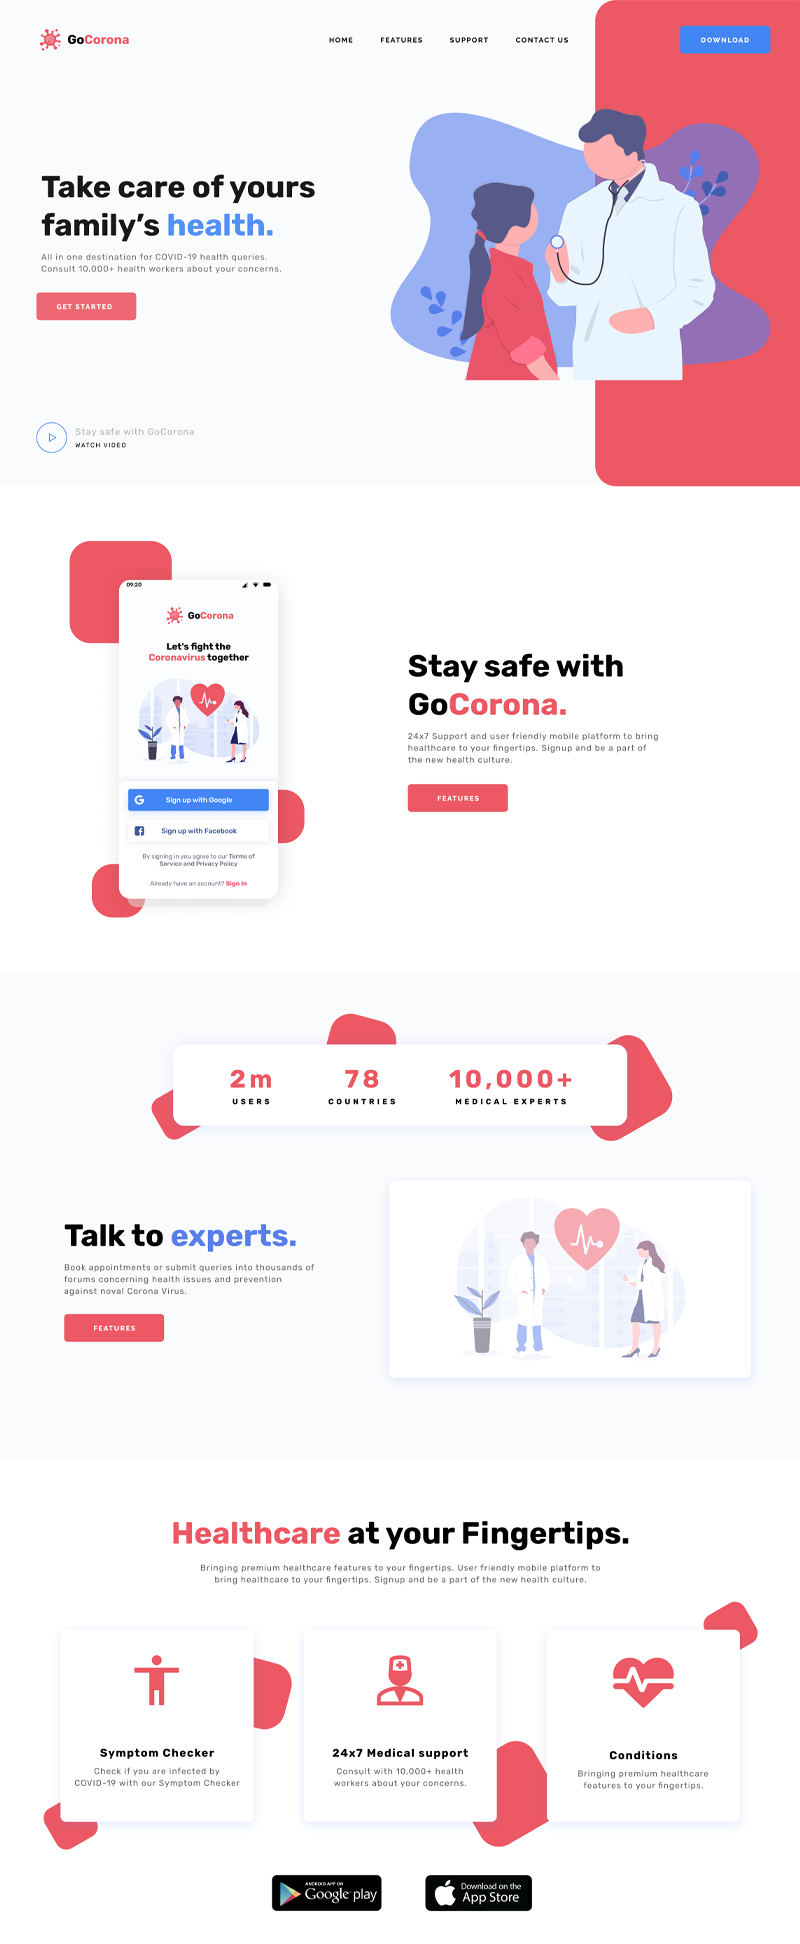 GoCorona
HOME FEATURES SUPPORT CONTACT US
DOWNLOAD
Take care of yours
family’s health.
All in one destination for COVID-19 health queries.
Consult 10,000+ health workers about your concerns.
GET STARTED
Stay safe with GoCorona
WATCH VIDEO
09:20
GoCorona
Let's fight the
Coronavirus together
Sign up with Google
Sign up with Facebook
By signing in you agree to our Terms of
Service and Privacy Policy
Already have an account? Sign In
Stay safe with
GoCorona.
24x7 Support and user friendly mobile platform to bring
healthcare to your fingertips. Signup and be a part of
the new health culture.
FEATURES
2m
USERS
78
COUNTRIES
10,000+
MEDICAL EXPERTS
Talk to experts.
Book appointments or submit queries into thousands of
forums concerning health issues and prevention
against noval Corona Virus.
FEATURES
Healthcare at your Fingertips.
Bringing premium healthcare features to your fingertips. User friendly mobile platform to
bring healthcare to your fingertips. Signup and be a part of the new health culture.
Symptom Checker
Check if you are infected by
COVID-19 with our Symptom Checker
24x7 Medical support
Consult with 10,000+ health
workers about your concerns.
Conditions
Bringing premium healthcare
features to your fingertips.
ANDROID APP ON
Google play
Download on the
App Store